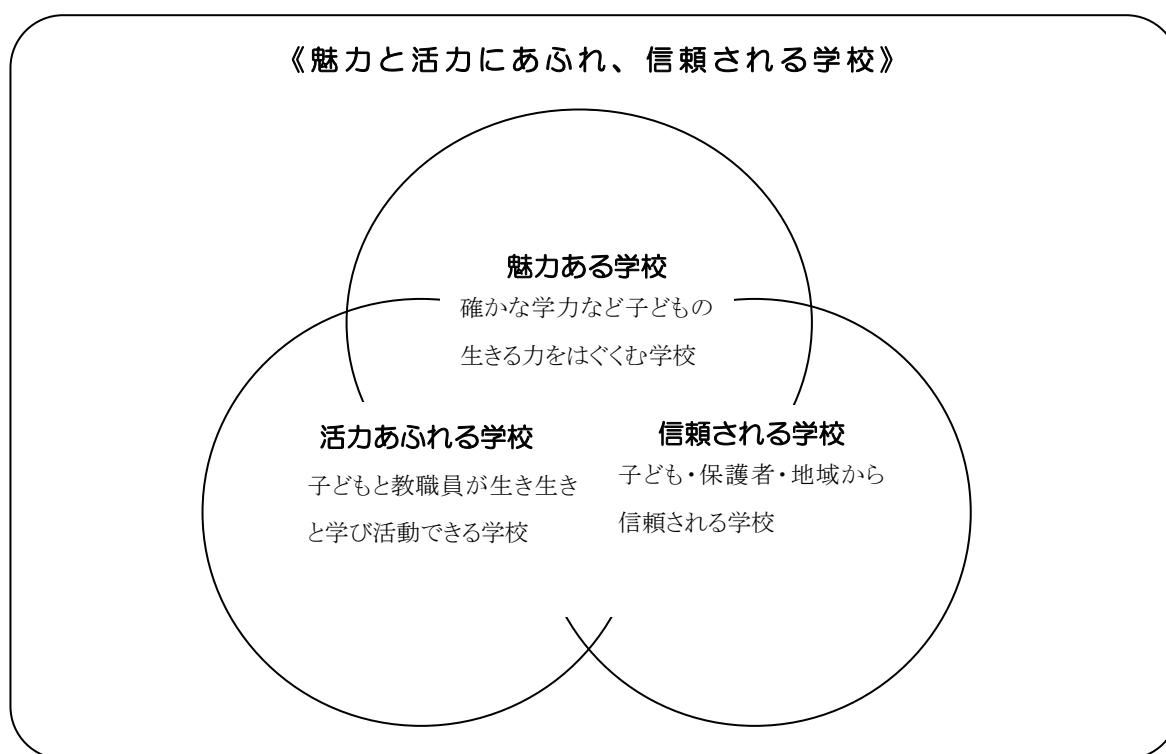 《魅力と活力にあふれ、信頼される学校》
魅力ある学校
確かな学力など子どもの
生きる力をはぐくむ学校
活力あふれる学校
子どもと教職員が生き生き
と学び活動できる学校
信頼される学校
子ども・保護者・地域から
信頼される学校